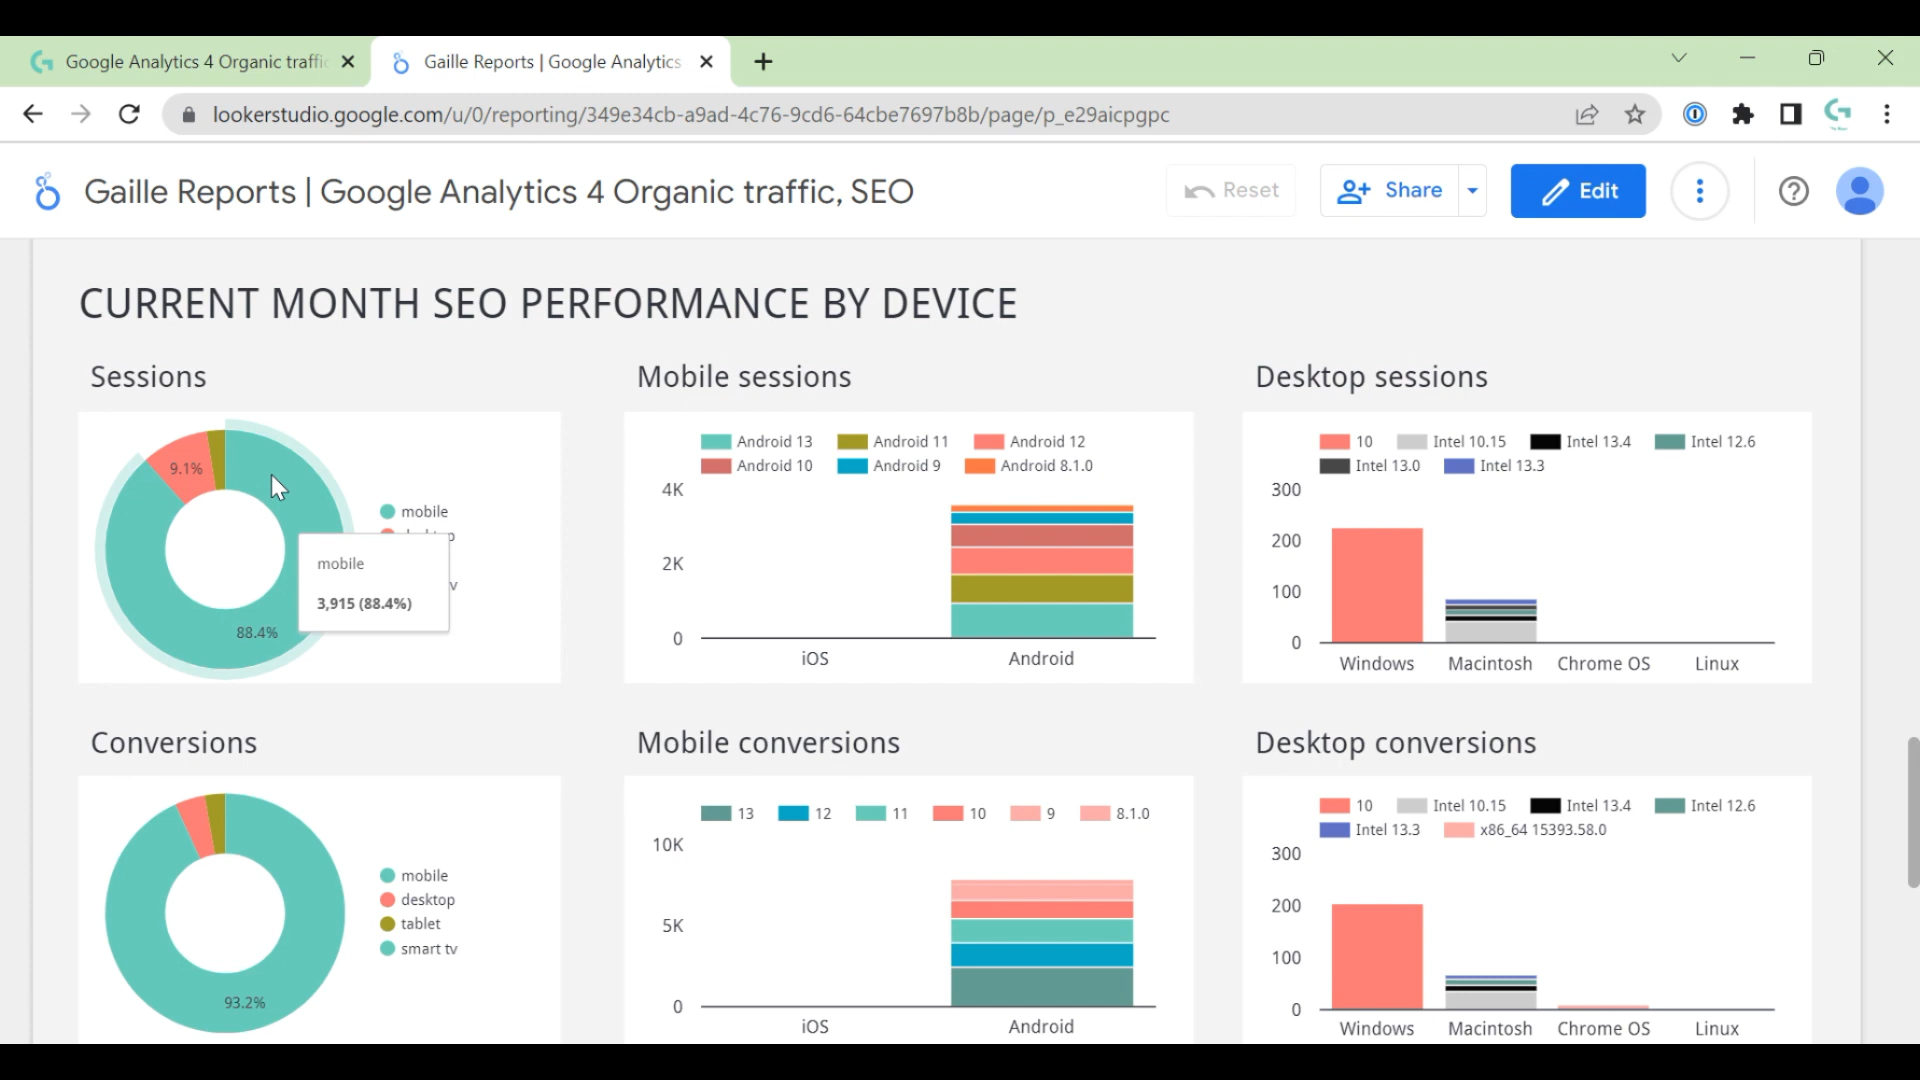 Google Analytics 4 Organic traffic
Gaille Reports | Google Analytics
lookerstudio.google.com/u/0/reporting/349e34cb-a9ad-4c76-9cd6-64cbe7697b8b/page/p_e29aicpgpc
Gaille Reports | Google Analytics 4 Organic traffic, SEO
Reset
Share
Edit
CURRENT MONTH SEO PERFORMANCE BY DEVICE
Sessions
9.1%
88.4%
mobile
v
mobile
3,915 (88.4%)
Mobile sessions
Android 13 Android 11 Android 12
Android 10 Android 9 Android 8.1.0
4K
2K
0
iOS Android
Desktop sessions
10 Intel 10.15 Intel 13.4 Intel 12.6
Intel 13.0 Intel 13.3
300
200
100
0
Windows Macintosh Chrome OS Linux
Conversions
93.2%
mobile
desktop
tablet
smart tv
Mobile conversions
13 12 11 10 9 8.1.0
10K
5K
0
iOS Android
Desktop conversions
10 Intel 10.15 Intel 13.4 Intel 12.6
Intel 13.3 x86_64 15393.58.0
300
200
100
0
Windows Macintosh Chrome OS Linux